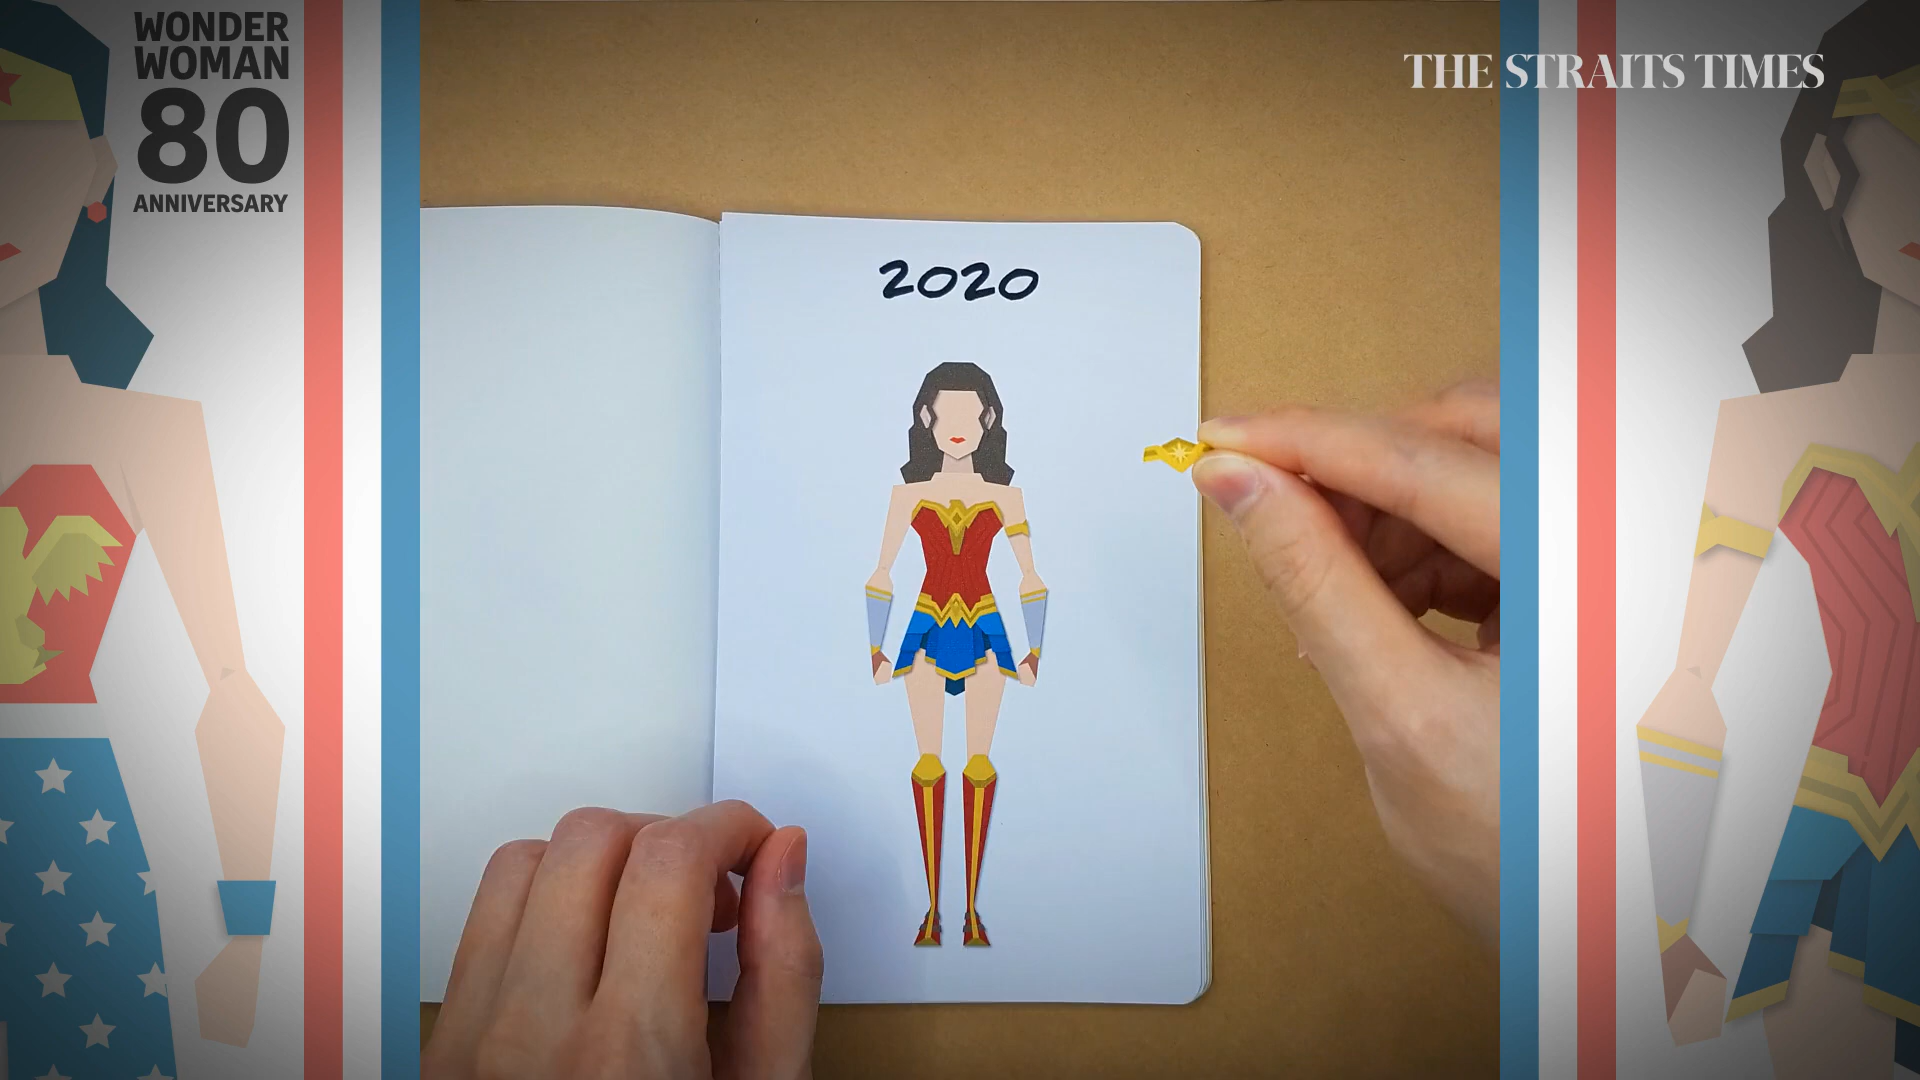 WONDER
WOMAN
80
ANNIVERSARY
THE STRAITS TIMES
2020